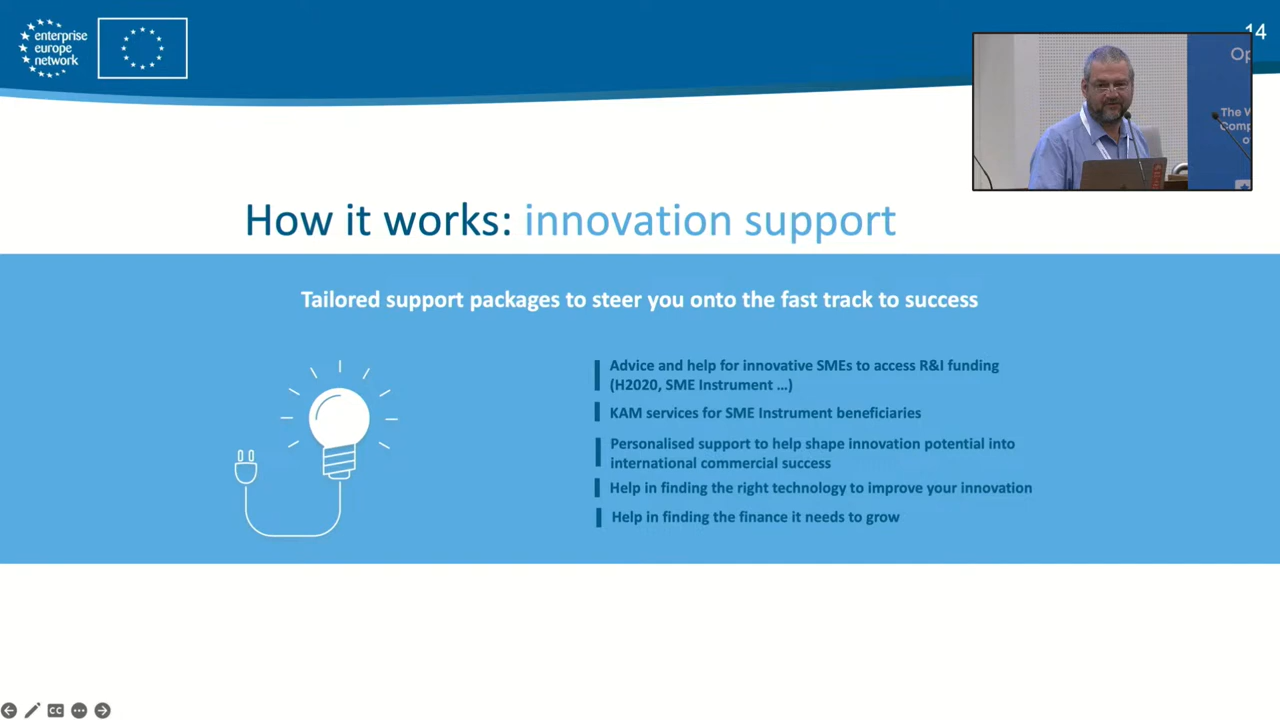 enterprise
europe
network
14
Op
The W
Comp
o
How it works: innovation support
Tailored support packages to steer you onto the fast track to success
Advice and help for innovative SMEs to access R&I funding
(H2020, SME Instrument ...)
KAM services for SME Instrument beneficiaries
Personalised support to help shape innovation potential into
international commercial success
Help in finding the right technology to improve your innovation
Help in finding the finance it needs to grow
CC